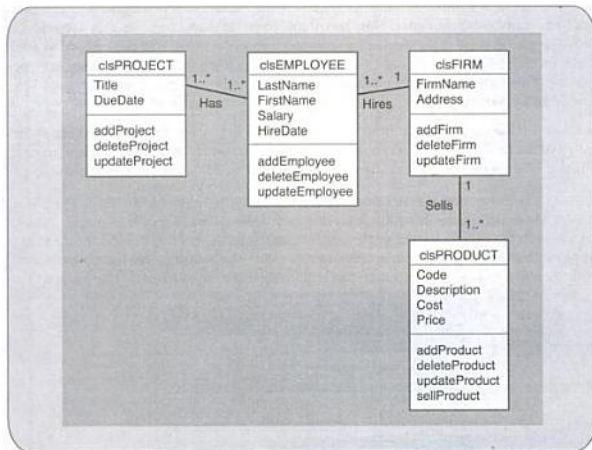 clsPROJECT
Title
DueDate
addProject
deleteProject
updateProject
1..*
Has
1..*
clsEMPLOYEE
LastName
FirstName
Salary
HireDate
addEmployee
deleteEmployee
updateEmployee
1..*
Hires
1
clsFIRM
FirmName
Address
addFirm
deleteFirm
updateFirm
1
Sells
1..*
clsPRODUCT
Code
Description
Cost
Price
addProduct
deleteProduct
updateProduct
sellProduct